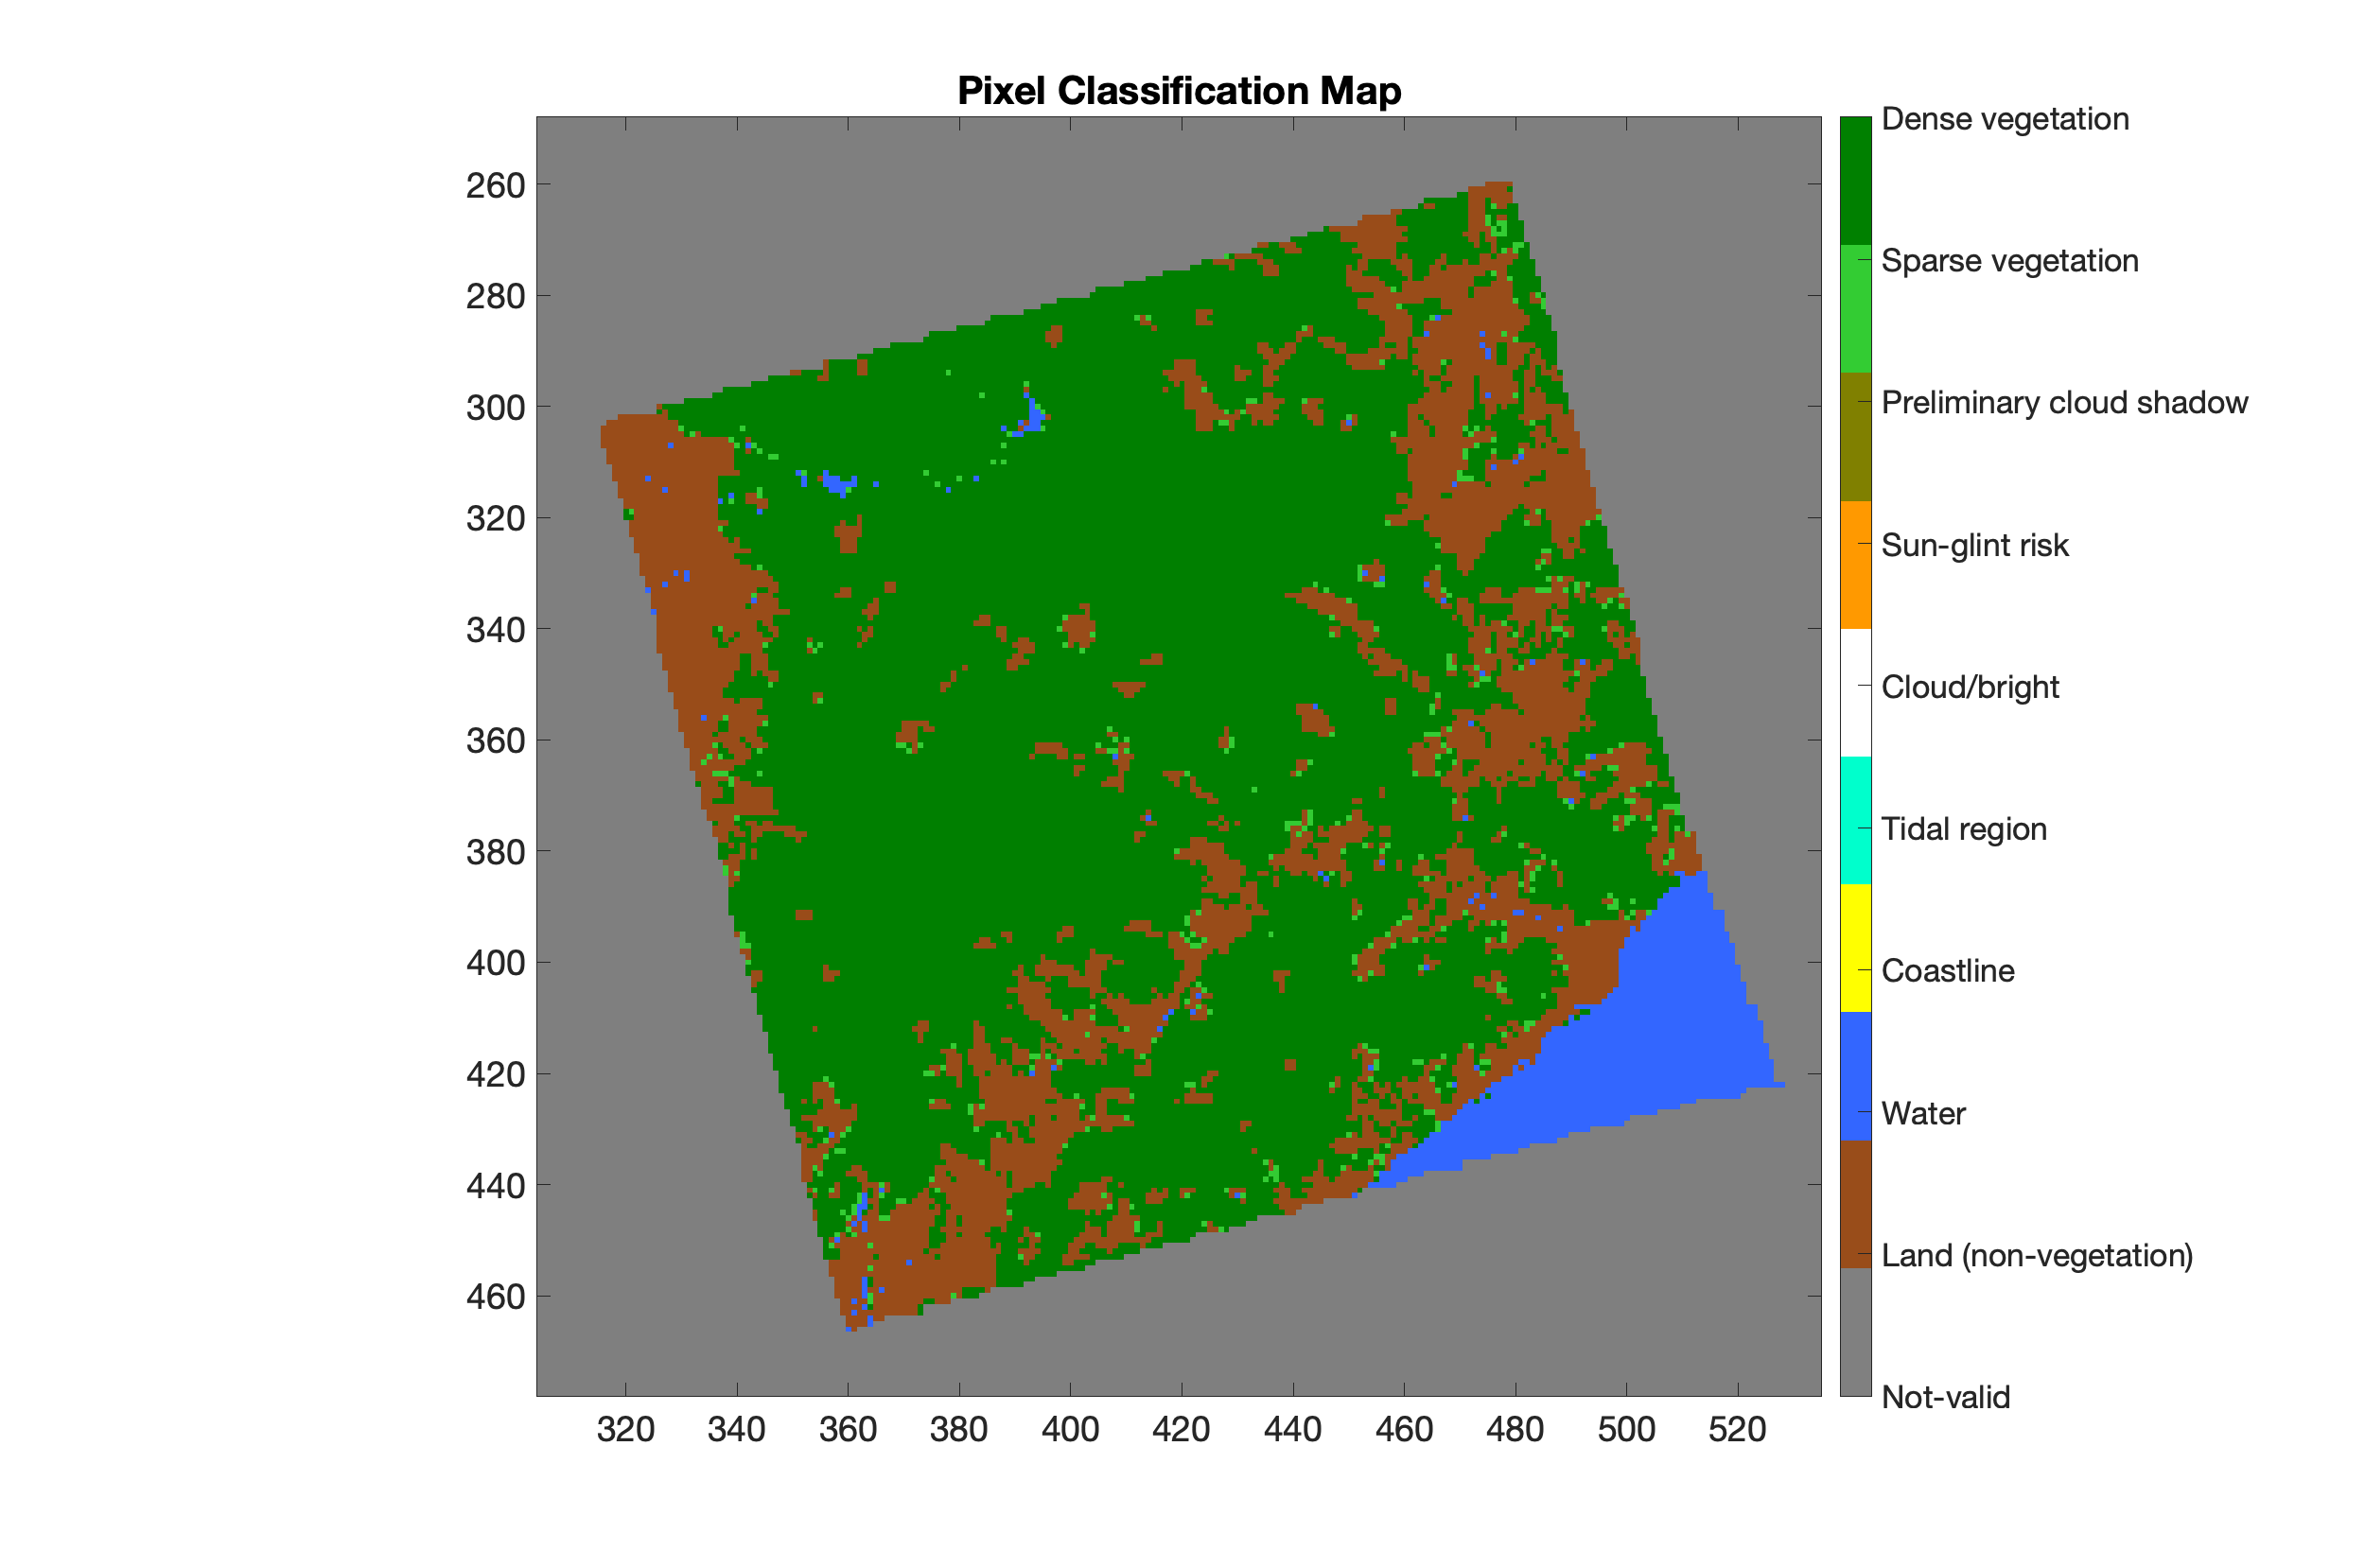 Pixel Classification Map
260
280
300
320
340
360
380
400
420
440
460
320 340 360 380 400 420 440 460 480 500 520
Dense vegetation
Sparse vegetation
Preliminary cloud shadow
Sun-glint risk
Cloud/bright
Tidal region
Coastline
Water
Land (non-vegetation)
Not-valid